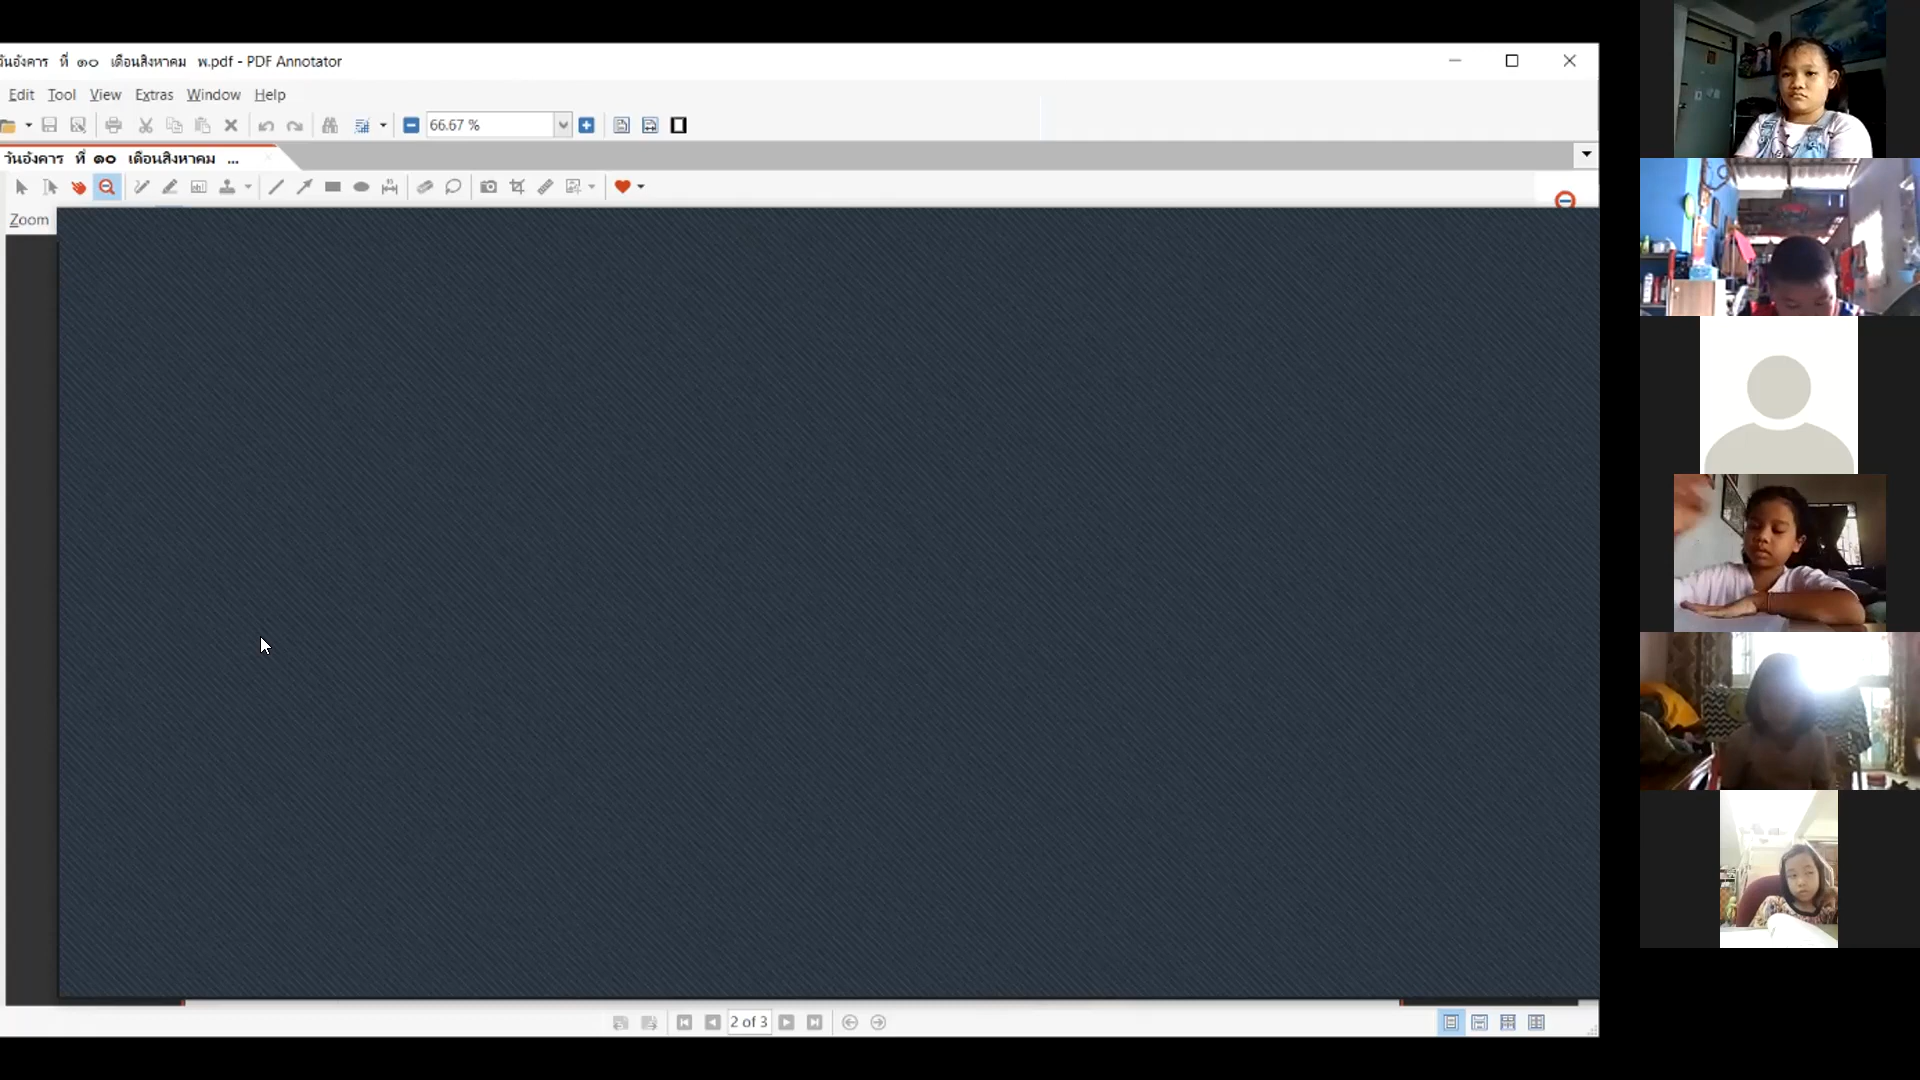 วันอังคาร ที่ ๑๐ เดือนสิงหาคม พ.pdf - PDF Annotator
Edit Tool View Extras Window Help
66.67 %
วันอังคาร ที่ ๑๐ เดือนสิงหาคม ...
Zoom
2 of 3